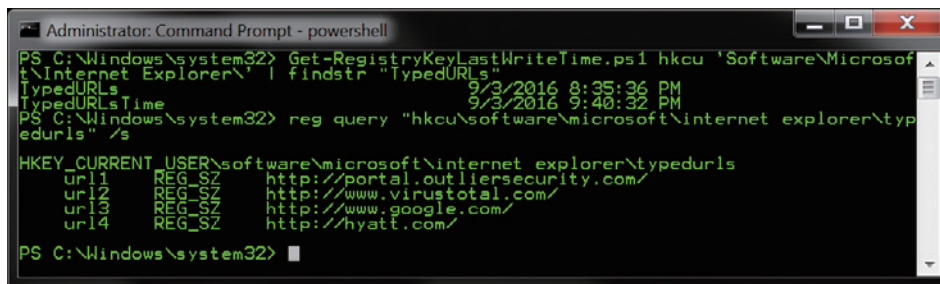 Administrator: Command Prompt - powershell
PS C:\Windows\system32> Get-RegistryKeyLastWriteTime.ps1 hkcu 'Software\Microsof
t\Internet Explorer\' | findstr "TypedURLs"
TypedURLs 9/3/2016 8:35:36 PM
TypedURLsTime 9/3/2016 9:40:32 PM
PS C:\Windows\system32> reg query "hkcu\software\microsoft\internet explorer\typ
edurls" /s
HKEY_CURRENT_USER\software\microsoft\internet explorer\typedurls
url1 REG_SZ http://portal.outliersecurity.com/
url2 REG_SZ http://www.virustotal.com/
url3 REG_SZ http://www.google.com/
url4 REG_SZ http://hyatt.com/
PS C:\Windows\system32>